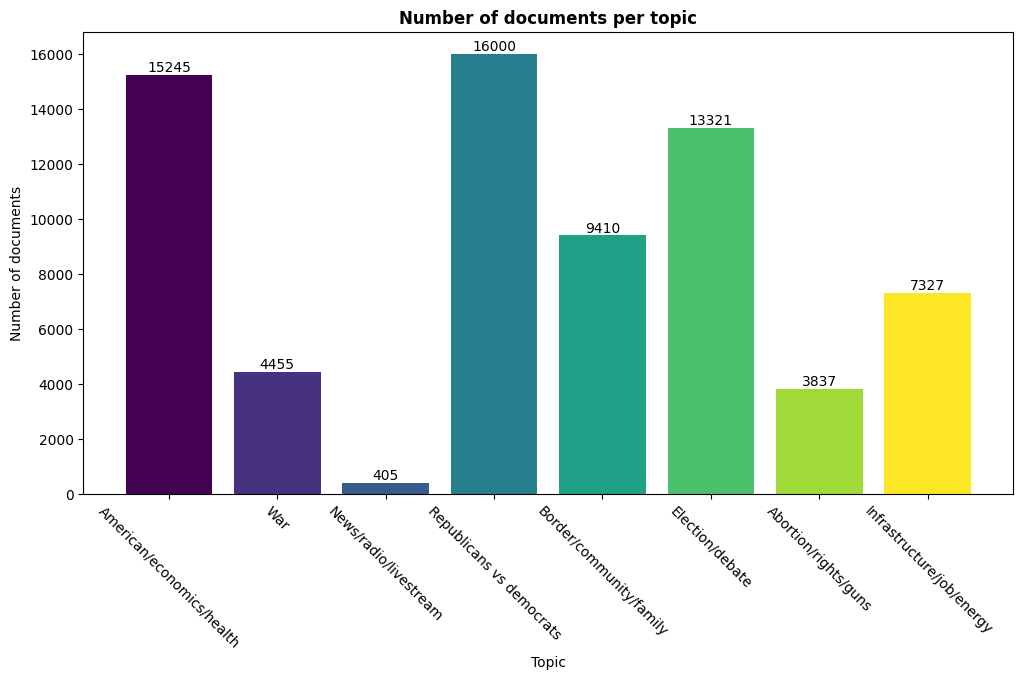 Number of documents per topic
Number of documents
16000
14000
12000
10000
8000
6000
4000
2000
0
15245
4455
405
16000
9410
13321
3837
7327
American/economics/health
War
News/radio/livestream
Republicans vs democrats
Border/community/family
Election/debate
Abortion/rights/guns
Infrastructure/job/energy
Topic